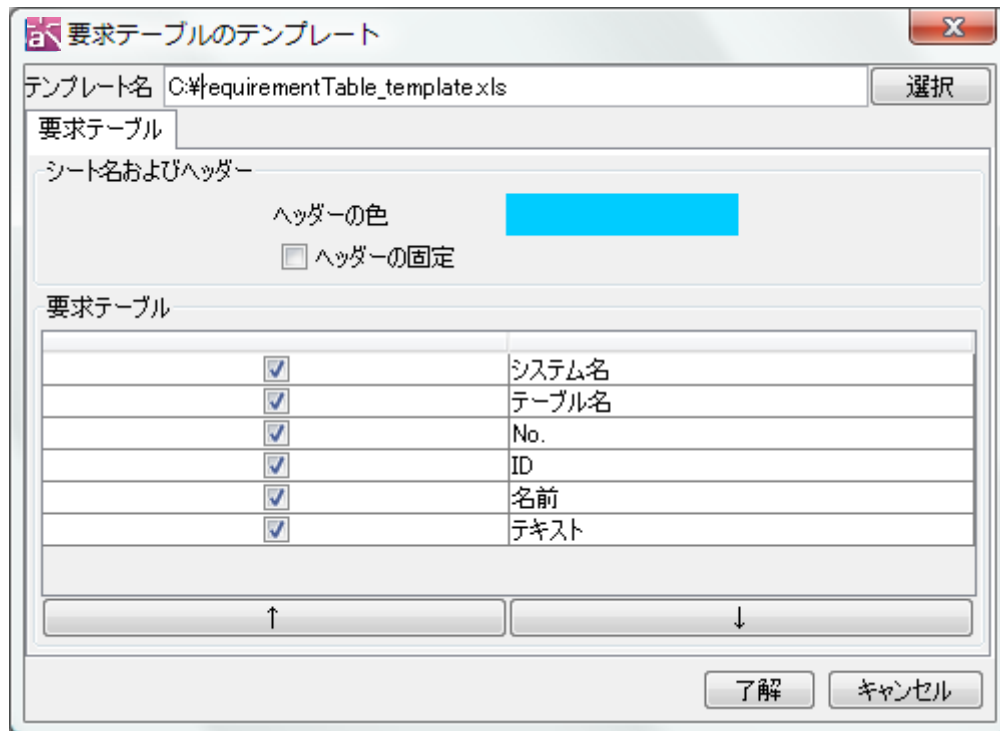 要求テーブルのテンプレート
テンプレート名 C:¥requirementTable_template.xls 選択
要求テーブル
シート名およびヘッダー
ヘッダーの色
ヘッダーの固定
要求テーブル
システム名
テーブル名
No.
ID
名前
テキスト
↑ ↓
了解 キャンセル